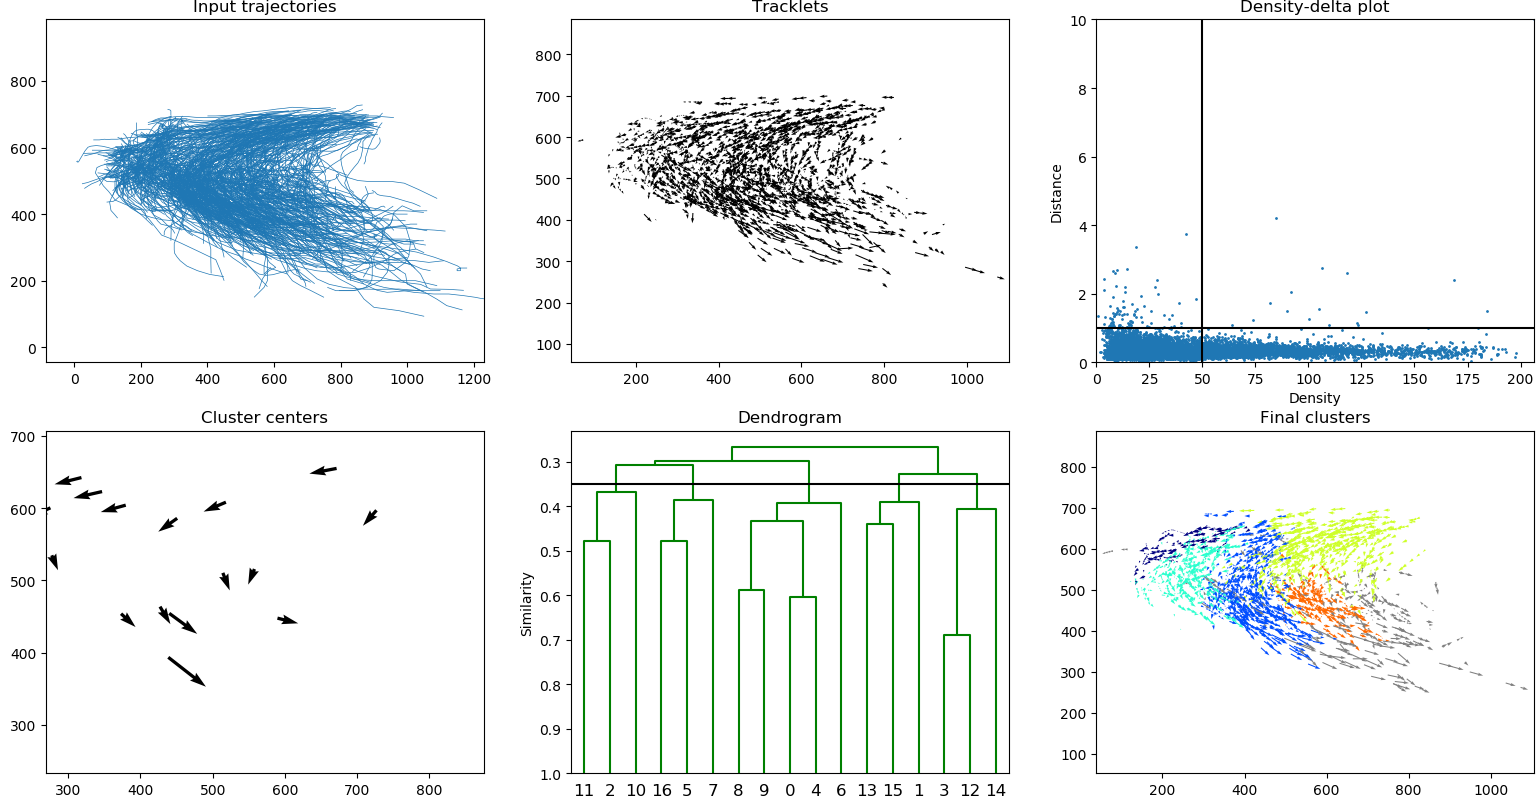 Input trajectories
800
600
400
200
0
0 200 400 600 800 1000 1200
Tracklets
800
700
600
500
400
300
200
100
200 400 600 800 1000
Density-delta plot
10
8
6
4
2
0
Distance
0 25 50 75 100 125 150 175 200
Density
Cluster centers
700
600
500
400
300
300 400 500 600 700 800
Dendrogram
0.3
0.4
0.5
0.6
0.7
0.8
0.9
1.0
Similarity
11 2 10 16 5 7 8 9 0 4 6 13 15 1 3 12 14
Final clusters
800
700
600
500
400
300
200
100
200 400 600 800 1000